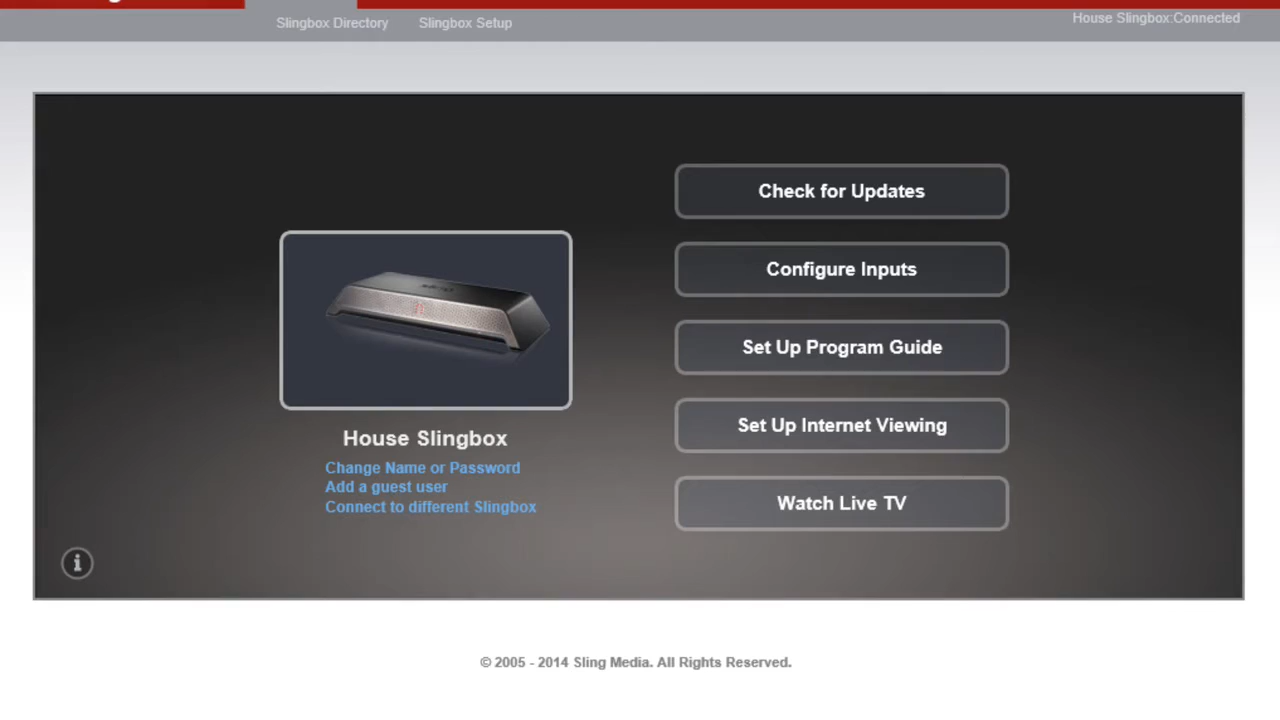 Slingbox Directory
Slingbox Setup
House Slingbox:Connected
Check for Updates
Configure Inputs
Set Up Program Guide
Set Up Internet Viewing
Watch Live TV
House Slingbox
Change Name or Password
Add a guest user
Connect to different Slingbox
i
© 2005 - 2014 Sling Media. All Rights Reserved.